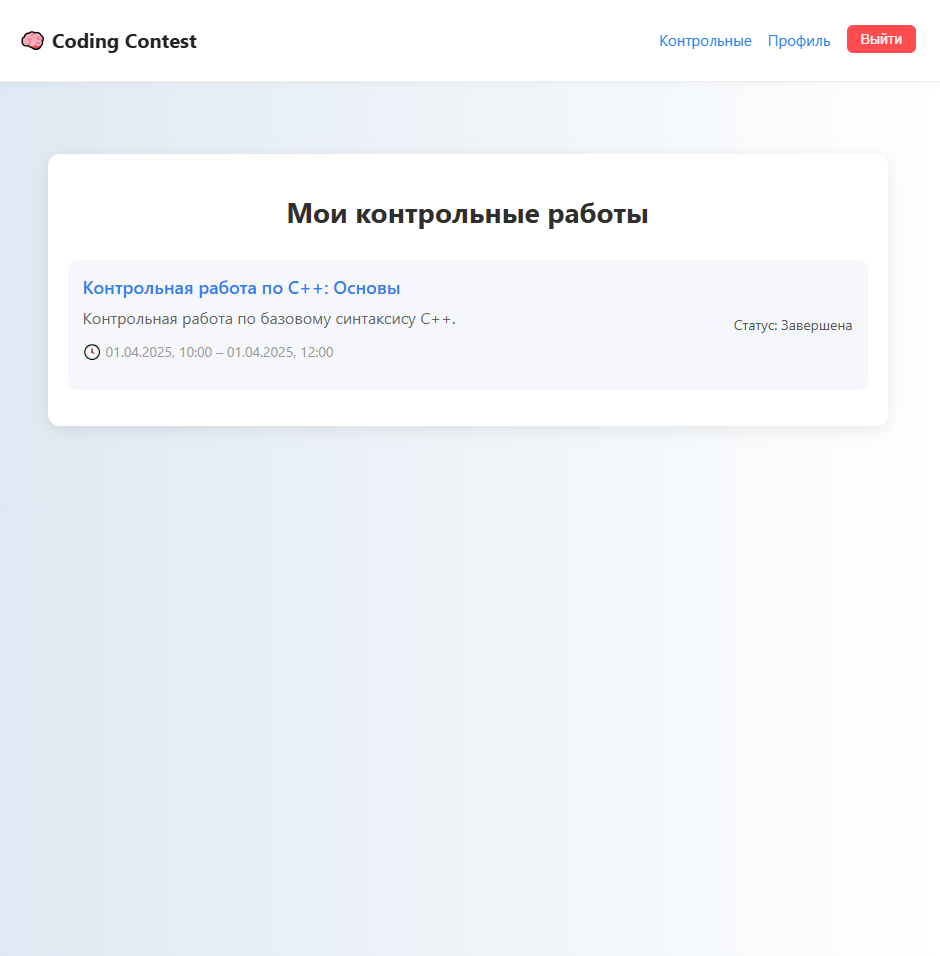 Coding Contest
Контрольные Профиль Выйти
Мои контрольные работы
Контрольная работа по C++: Основы
Контрольная работа по базовому синтаксису C++.
Статус: Завершена
01.04.2025, 10:00 – 01.04.2025, 12:00